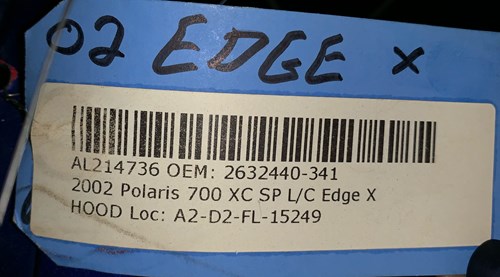 02 EDGE X
AL214736 OEM: 2632440-341
2002 Polaris 700 XC SP L/C Edge X
HOOD Loc: A2-D2-FL-15249